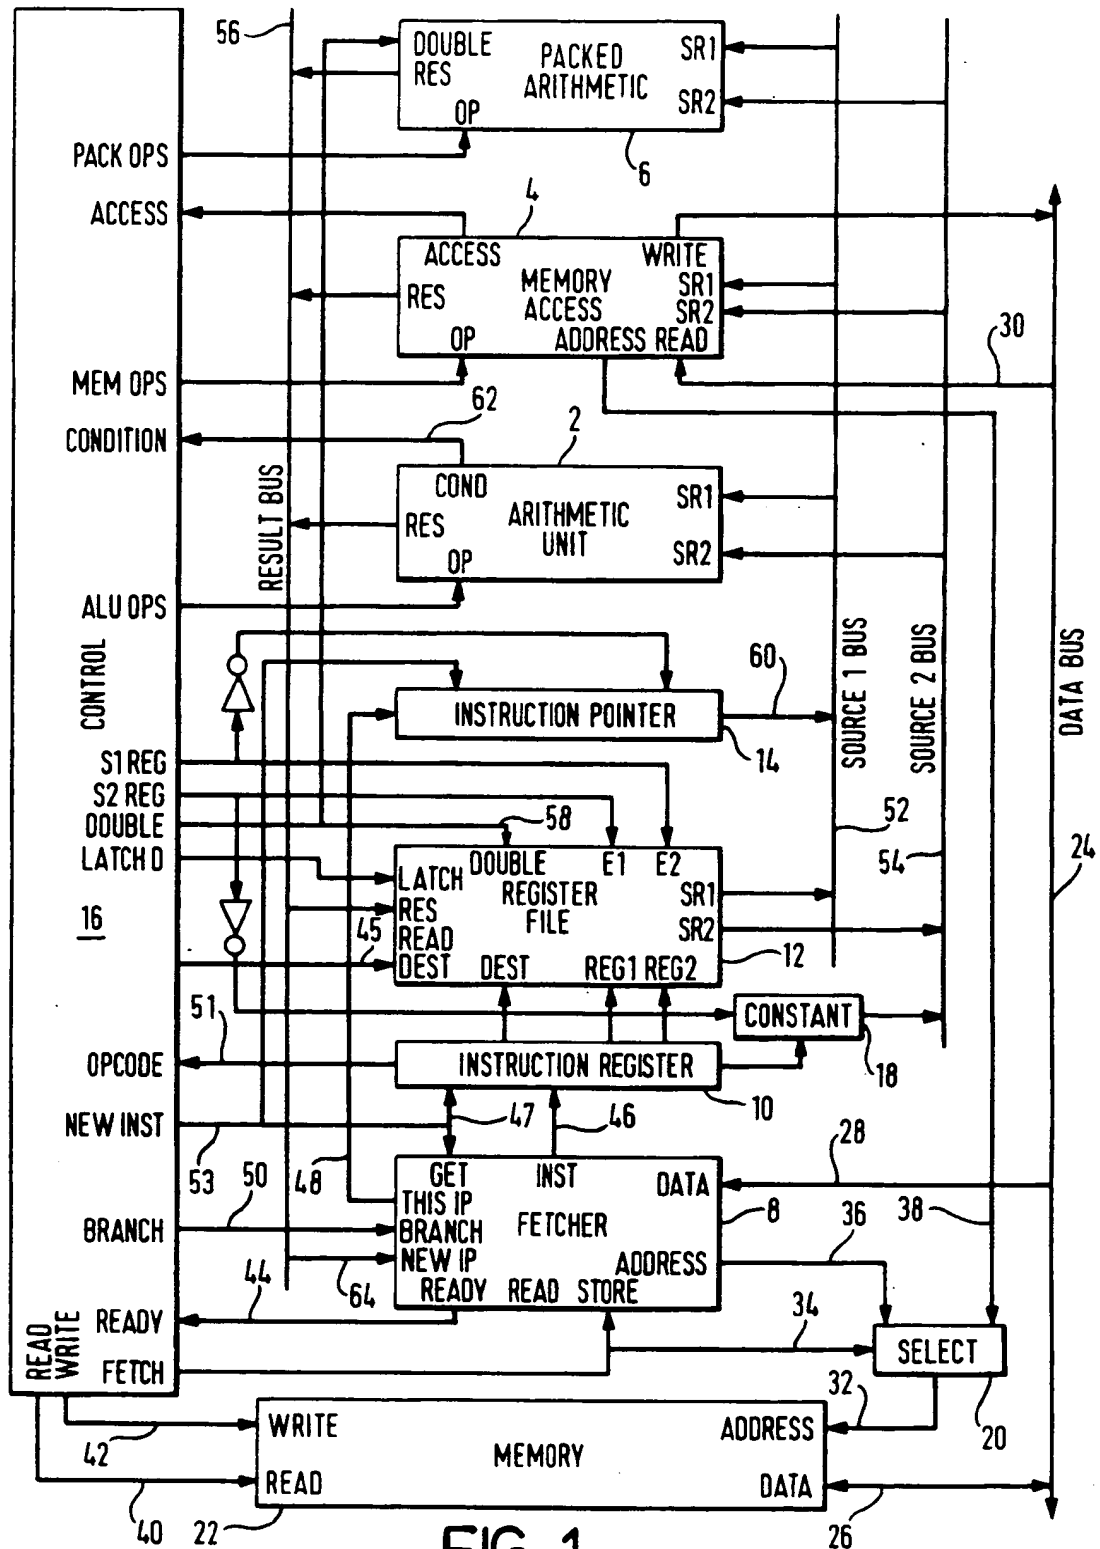 56
DOUBLE
RES
PACKED
ARITHMETIC
SR1
SR2
OP
PACK OPS
6
ACCESS
4
ACCESS
WRITE
RES
MEMORY
ACCESS
SR1
SR2
OP
ADDRESS READ
30
MEM OPS
62
CONDITION
2
COND
RES
ARITHMETIC
UNIT
SR1
SR2
OP
RESULT BUS
ALU OPS
CONTROL
60
INSTRUCTION POINTER
14
SOURCE 1 BUS
SOURCE 2 BUS
DATA BUS
S1 REG
S2 REG
DOUBLE
LATCH D
58
52
54
24
16
DOUBLE
E1
E2
LATCH
REGISTER
FILE
RES
READ
DEST
SR1
SR2
45
DEST
REG1 REG2
12
51
CONSTANT
18
OPCODE
INSTRUCTION REGISTER
10
NEW INST
47
46
53
50
48
28
GET
INST
DATA
THIS IP
BRANCH
NEW IP
FETCHER
8
36
38
BRANCH
ADDRESS
READY
READ
STORE
44
64
READY
34
READ
WRITE
FETCH
SELECT
32
20
42
WRITE
ADDRESS
MEMORY
READ
DATA
40
22
26
FIG. 1